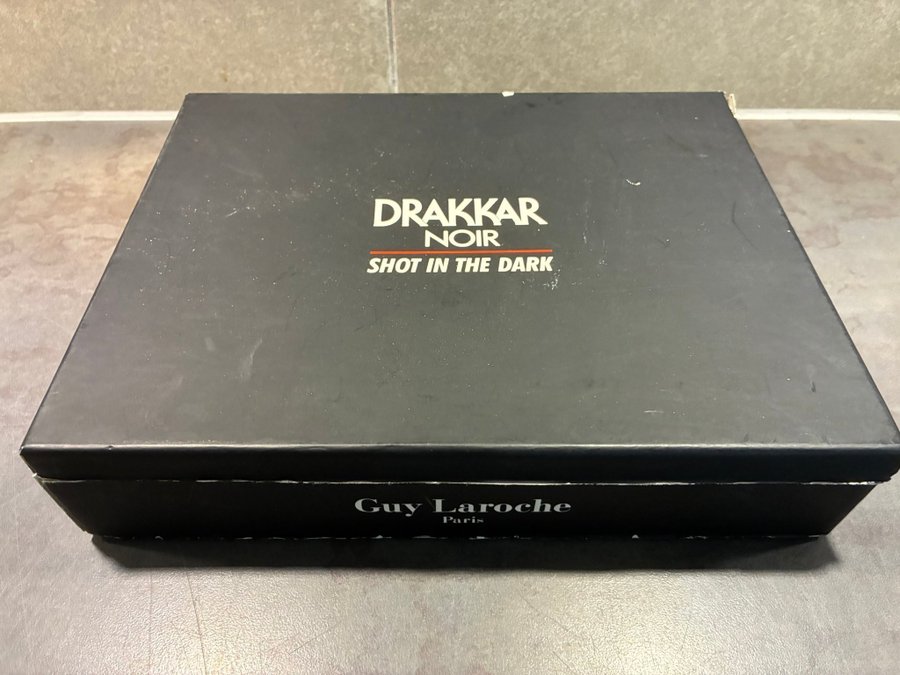 DRAKKAR
NOIR
SHOT IN THE DARK
Guy Laroche
Paris